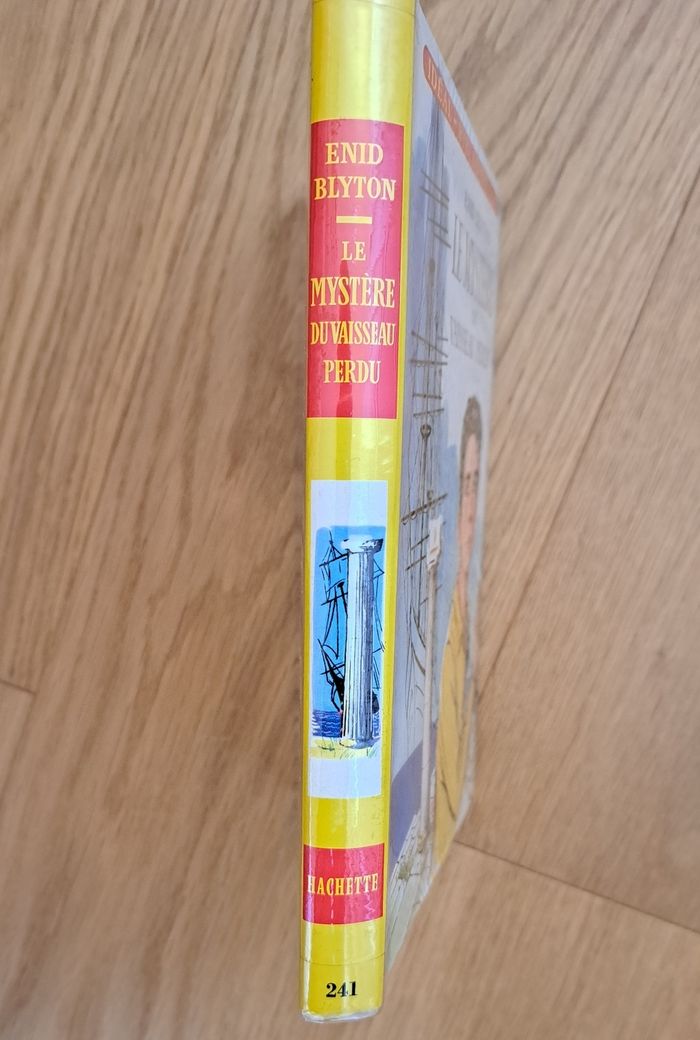 ENID
BLYTON
LE
MYSTÈRE
DU VAISSEAU
PERDU
HACHETTE
241